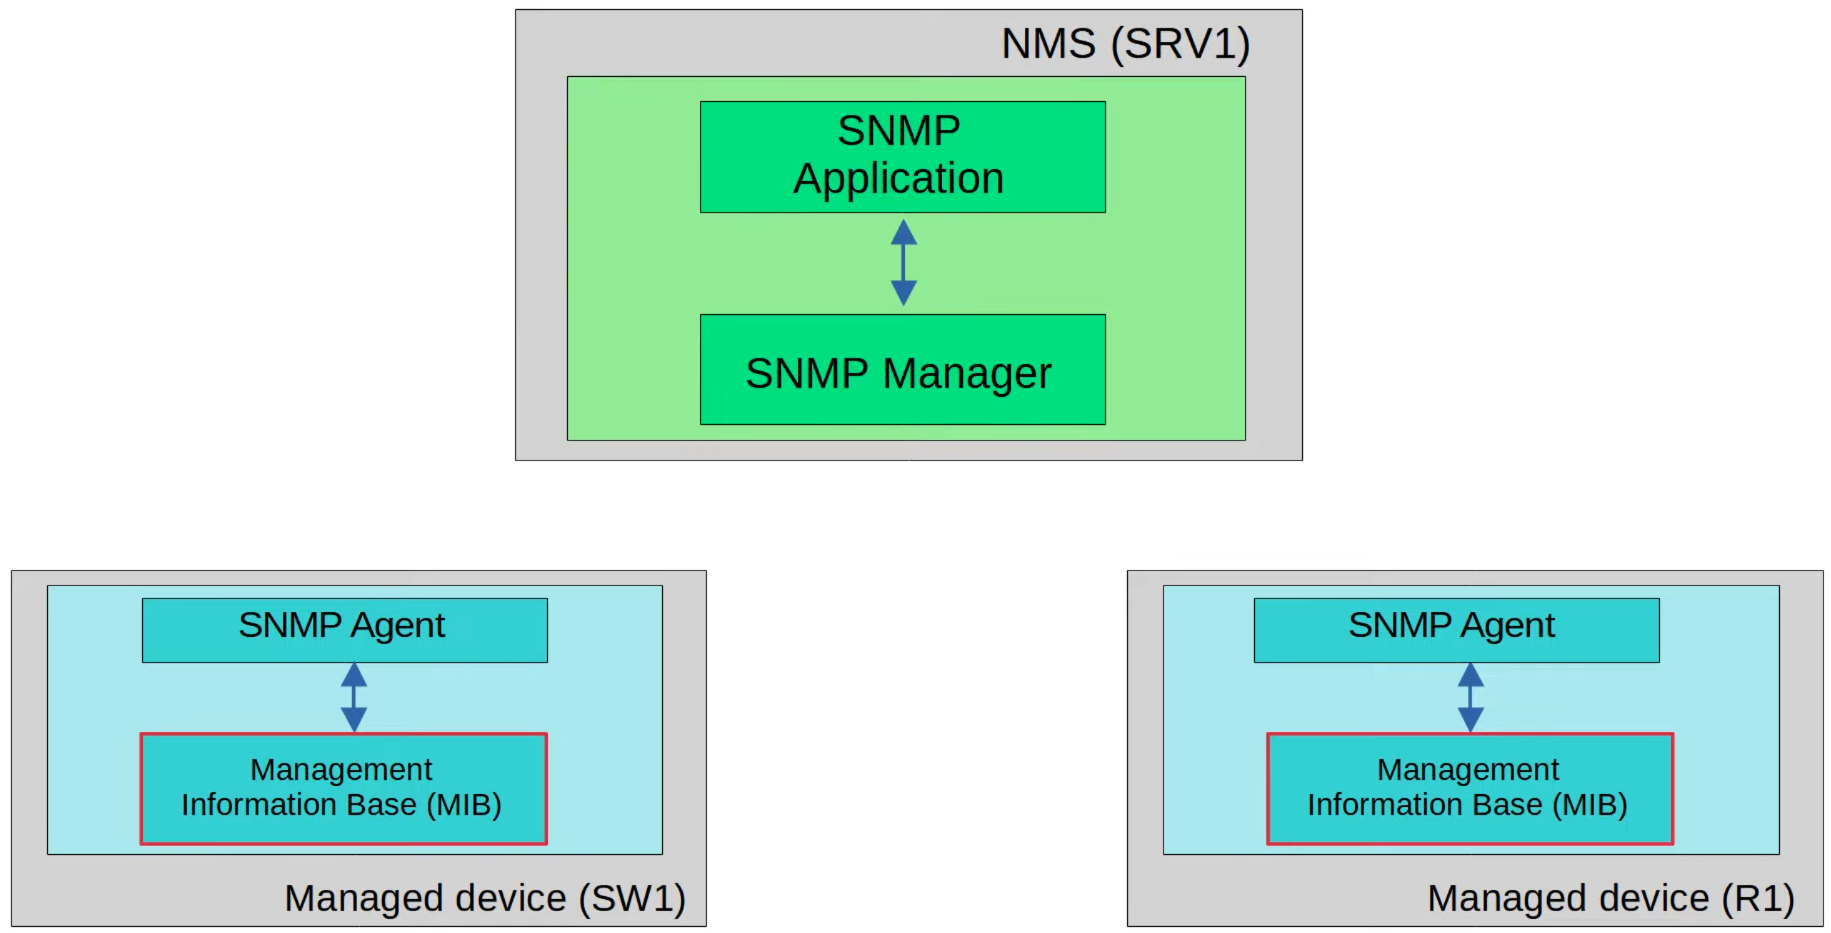 NMS (SRV1)
SNMP
Application
SNMP Manager
SNMP Agent
Management
Information Base (MIB)
Managed device (SW1)
SNMP Agent
Management
Information Base (MIB)
Managed device (R1)